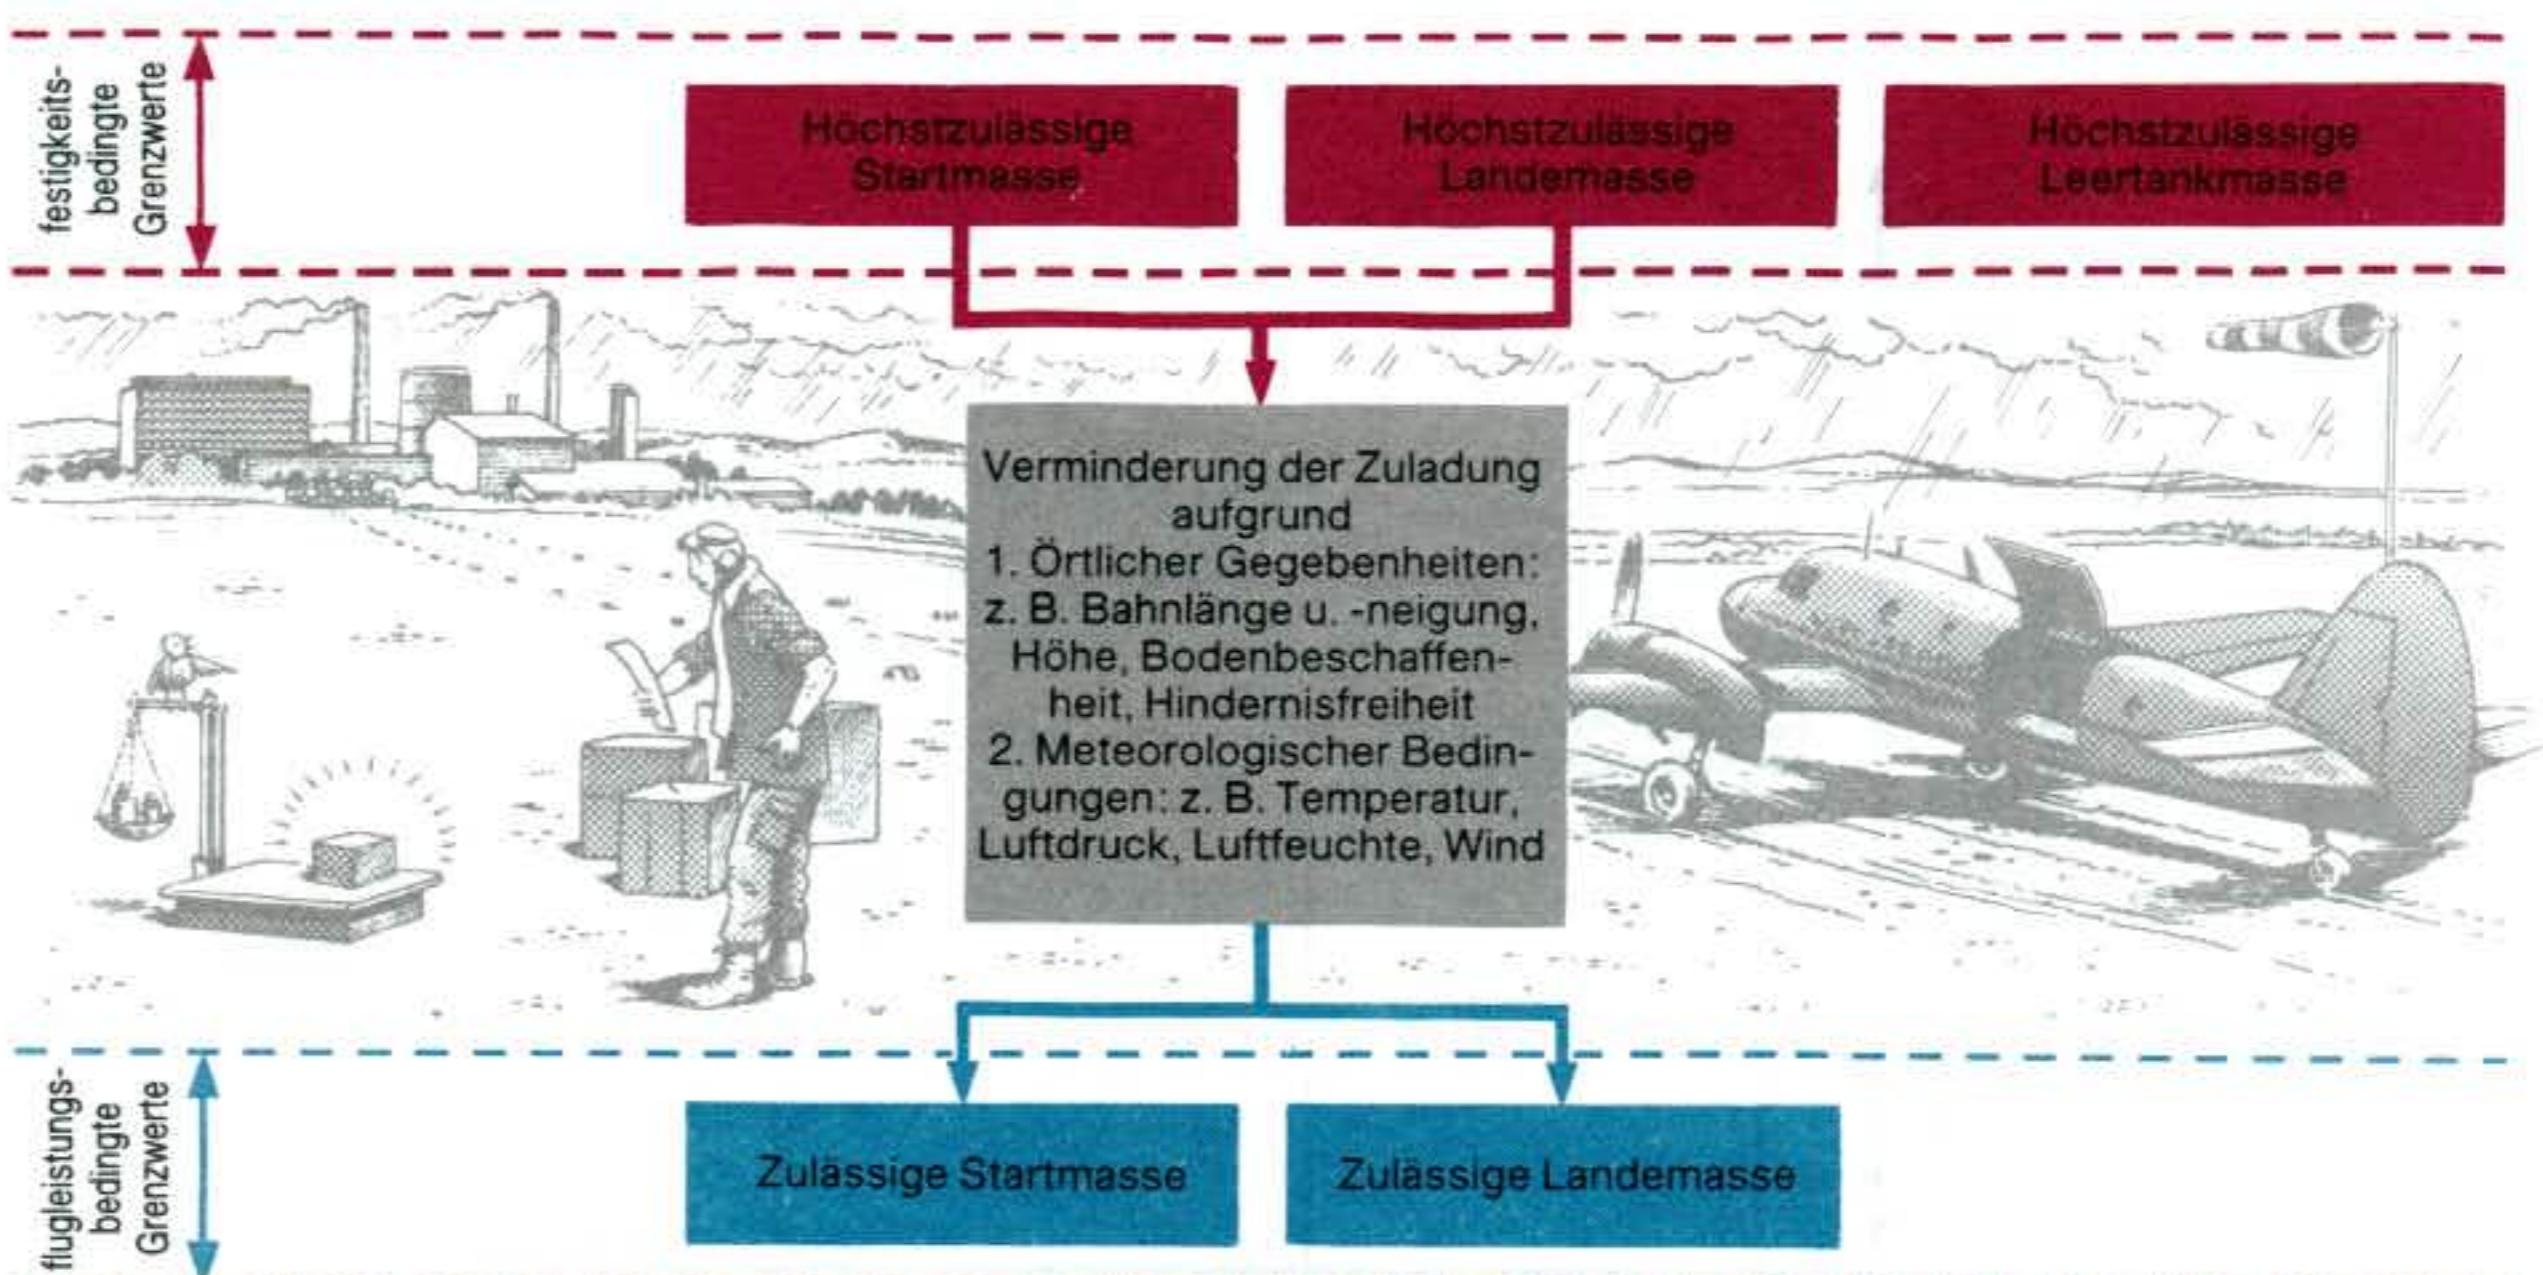 festigkeits-
bedingte
Grenzwerte
Höchstzulässige
Startmasse
Höchstzulässige
Landemasse
Höchstzulässige
Leertankmasse
Verminderung der Zuladung
aufgrund
1. Örtlicher Gegebenheiten:
z. B. Bahnlänge u. -neigung,
Höhe, Bodenbeschaffen-
heit, Hindernisfreiheit
2. Meteorologischer Bedin-
gungen: z. B. Temperatur,
Luftdruck, Luftfeuchte, Wind
flugleistungs-
bedingte
Grenzwerte
Zulässige Startmasse
Zulässige Landemasse